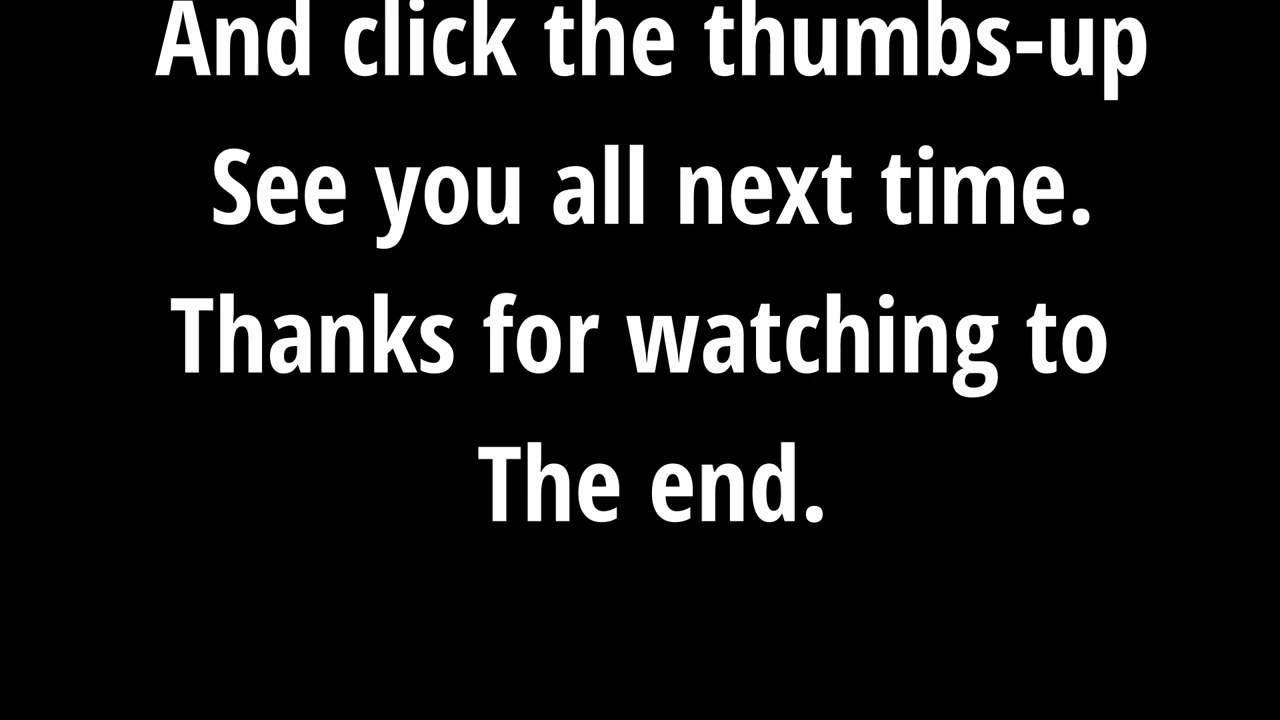 And click the thumbs-up
See you all next time.
Thanks for watching to
The end.